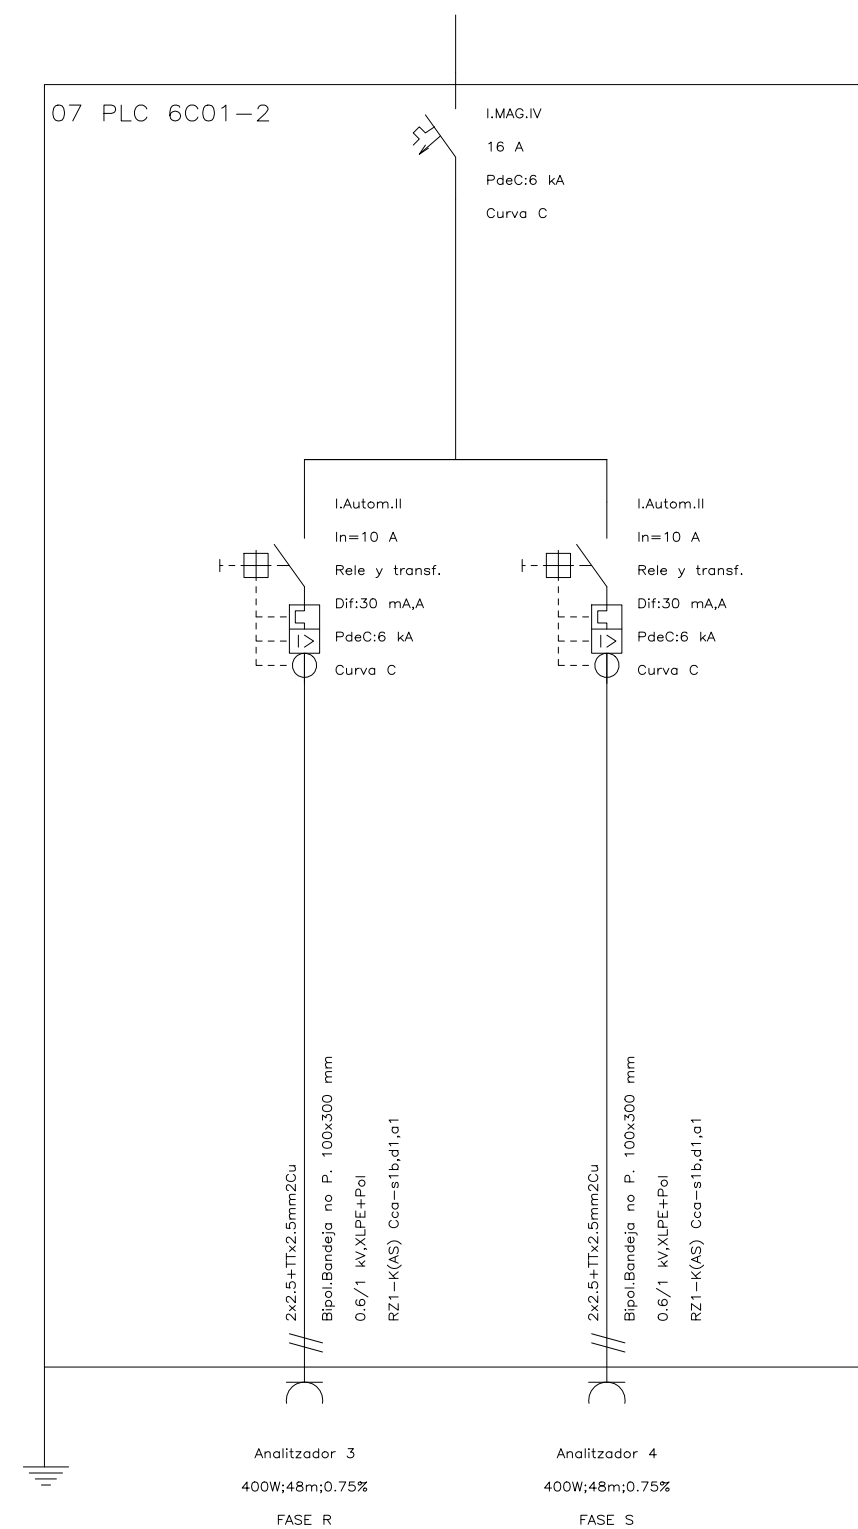 07 PLC 6C01-2
I.MAG.IV
16 A
PdeC:6 kA
Curva C
I.Autom.II
In=10 A
Rele y transf.
Dif:30 mA,A
PdeC:6 kA
Curva C
I.Autom.II
In=10 A
Rele y transf.
Dif:30 mA,A
PdeC:6 kA
Curva C
2x2.5+TTx2.5mm2Cu
Bipol.Bandeja no P. 100x300 mm
0.6/1 kV,XLPE+Pol
RZ1-K(AS) Cca-s1b,d1,a1
2x2.5+TTx2.5mm2Cu
Bipol.Bandeja no P. 100x300 mm
0.6/1 kV,XLPE+Pol
RZ1-K(AS) Cca-s1b,d1,a1
Analitzador 3
400W;48m;0.75%
FASE R
Analitzador 4
400W;48m;0.75%
FASE S